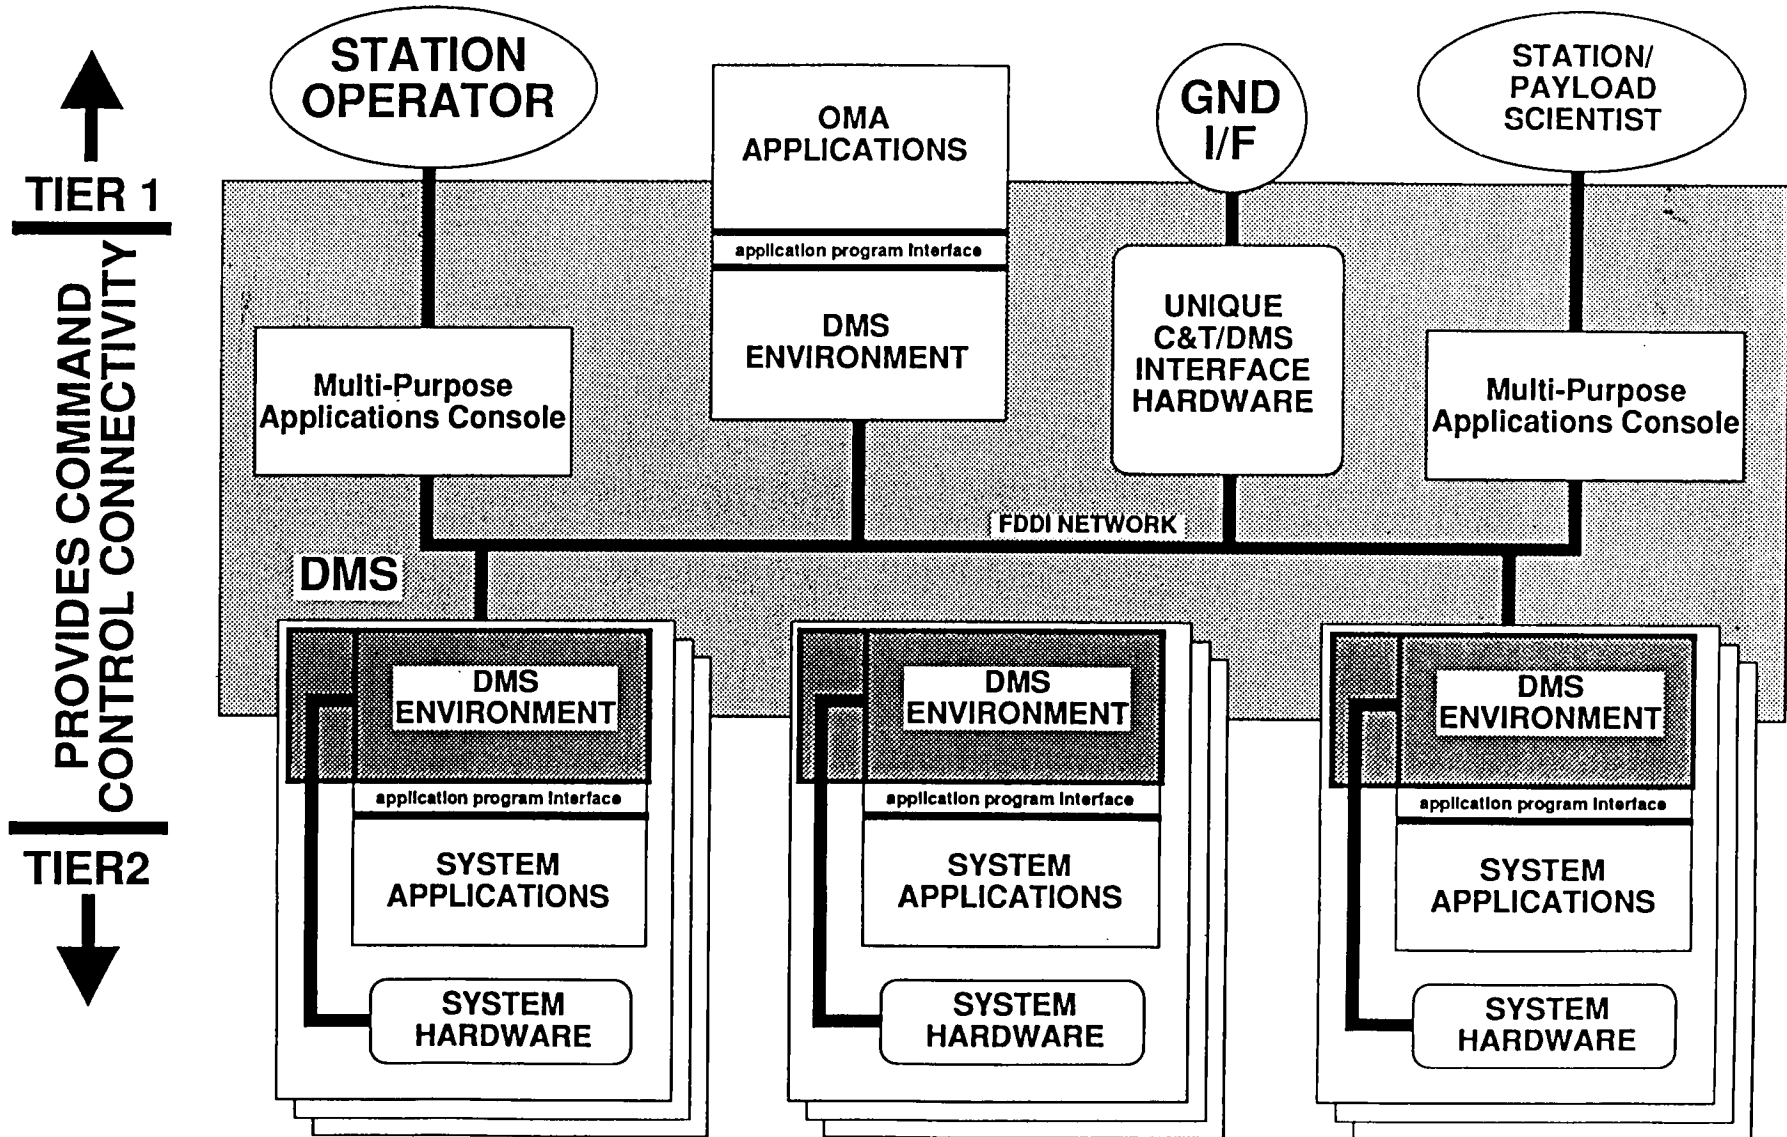 STATION
OPERATOR
OMA
APPLICATIONS
application program Interface
DMS
ENVIRONMENT
GND
I/F
STATION/
PAYLOAD
SCIENTIST
TIER 1
PROVIDES COMMAND
CONTROL CONNECTIVITY
TIER2
Multi-Purpose
Applications Console
UNIQUE
C&T/DMS
INTERFACE
HARDWARE
Multi-Purpose
Applications Console
FDDI NETWORK
DMS
DMS
ENVIRONMENT
application program Interface
SYSTEM
APPLICATIONS
SYSTEM
HARDWARE
DMS
ENVIRONMENT
application program Interface
SYSTEM
APPLICATIONS
SYSTEM
HARDWARE
DMS
ENVIRONMENT
application program Interface
SYSTEM
APPLICATIONS
SYSTEM
HARDWARE